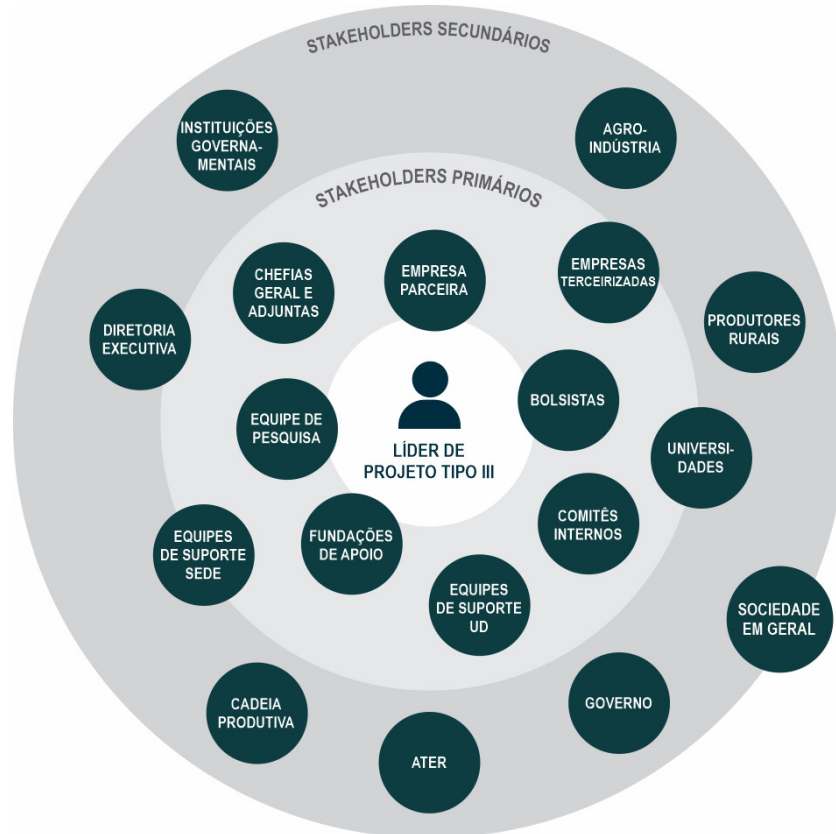 STAKEHOLDERS SECUNDÁRIOS
INSTITUIÇÕES
GOVERNA-
MENTAIS
AGRO-
INDÚSTRIA
STAKEHOLDERS PRIMÁRIOS
CHEFIAS
GERAL E
ADJUNTAS
EMPRESA
PARCEIRA
EMPRESAS
TERCEIRIZADAS
DIRETORIA
EXECUTIVA
PRODUTORES
RURAIS
EQUIPE DE
PESQUISA
LÍDER DE
PROJETO TIPO III
BOLSISTAS
UNIVERSI-
DADES
EQUIPES
DE SUPORTE
SEDE
FUNDAÇÕES
DE APOIO
COMITÊS
INTERNOS
EQUIPES
DE SUPORTE
UD
SOCIEDADE
EM GERAL
CADEIA
PRODUTIVA
ATER
GOVERNO